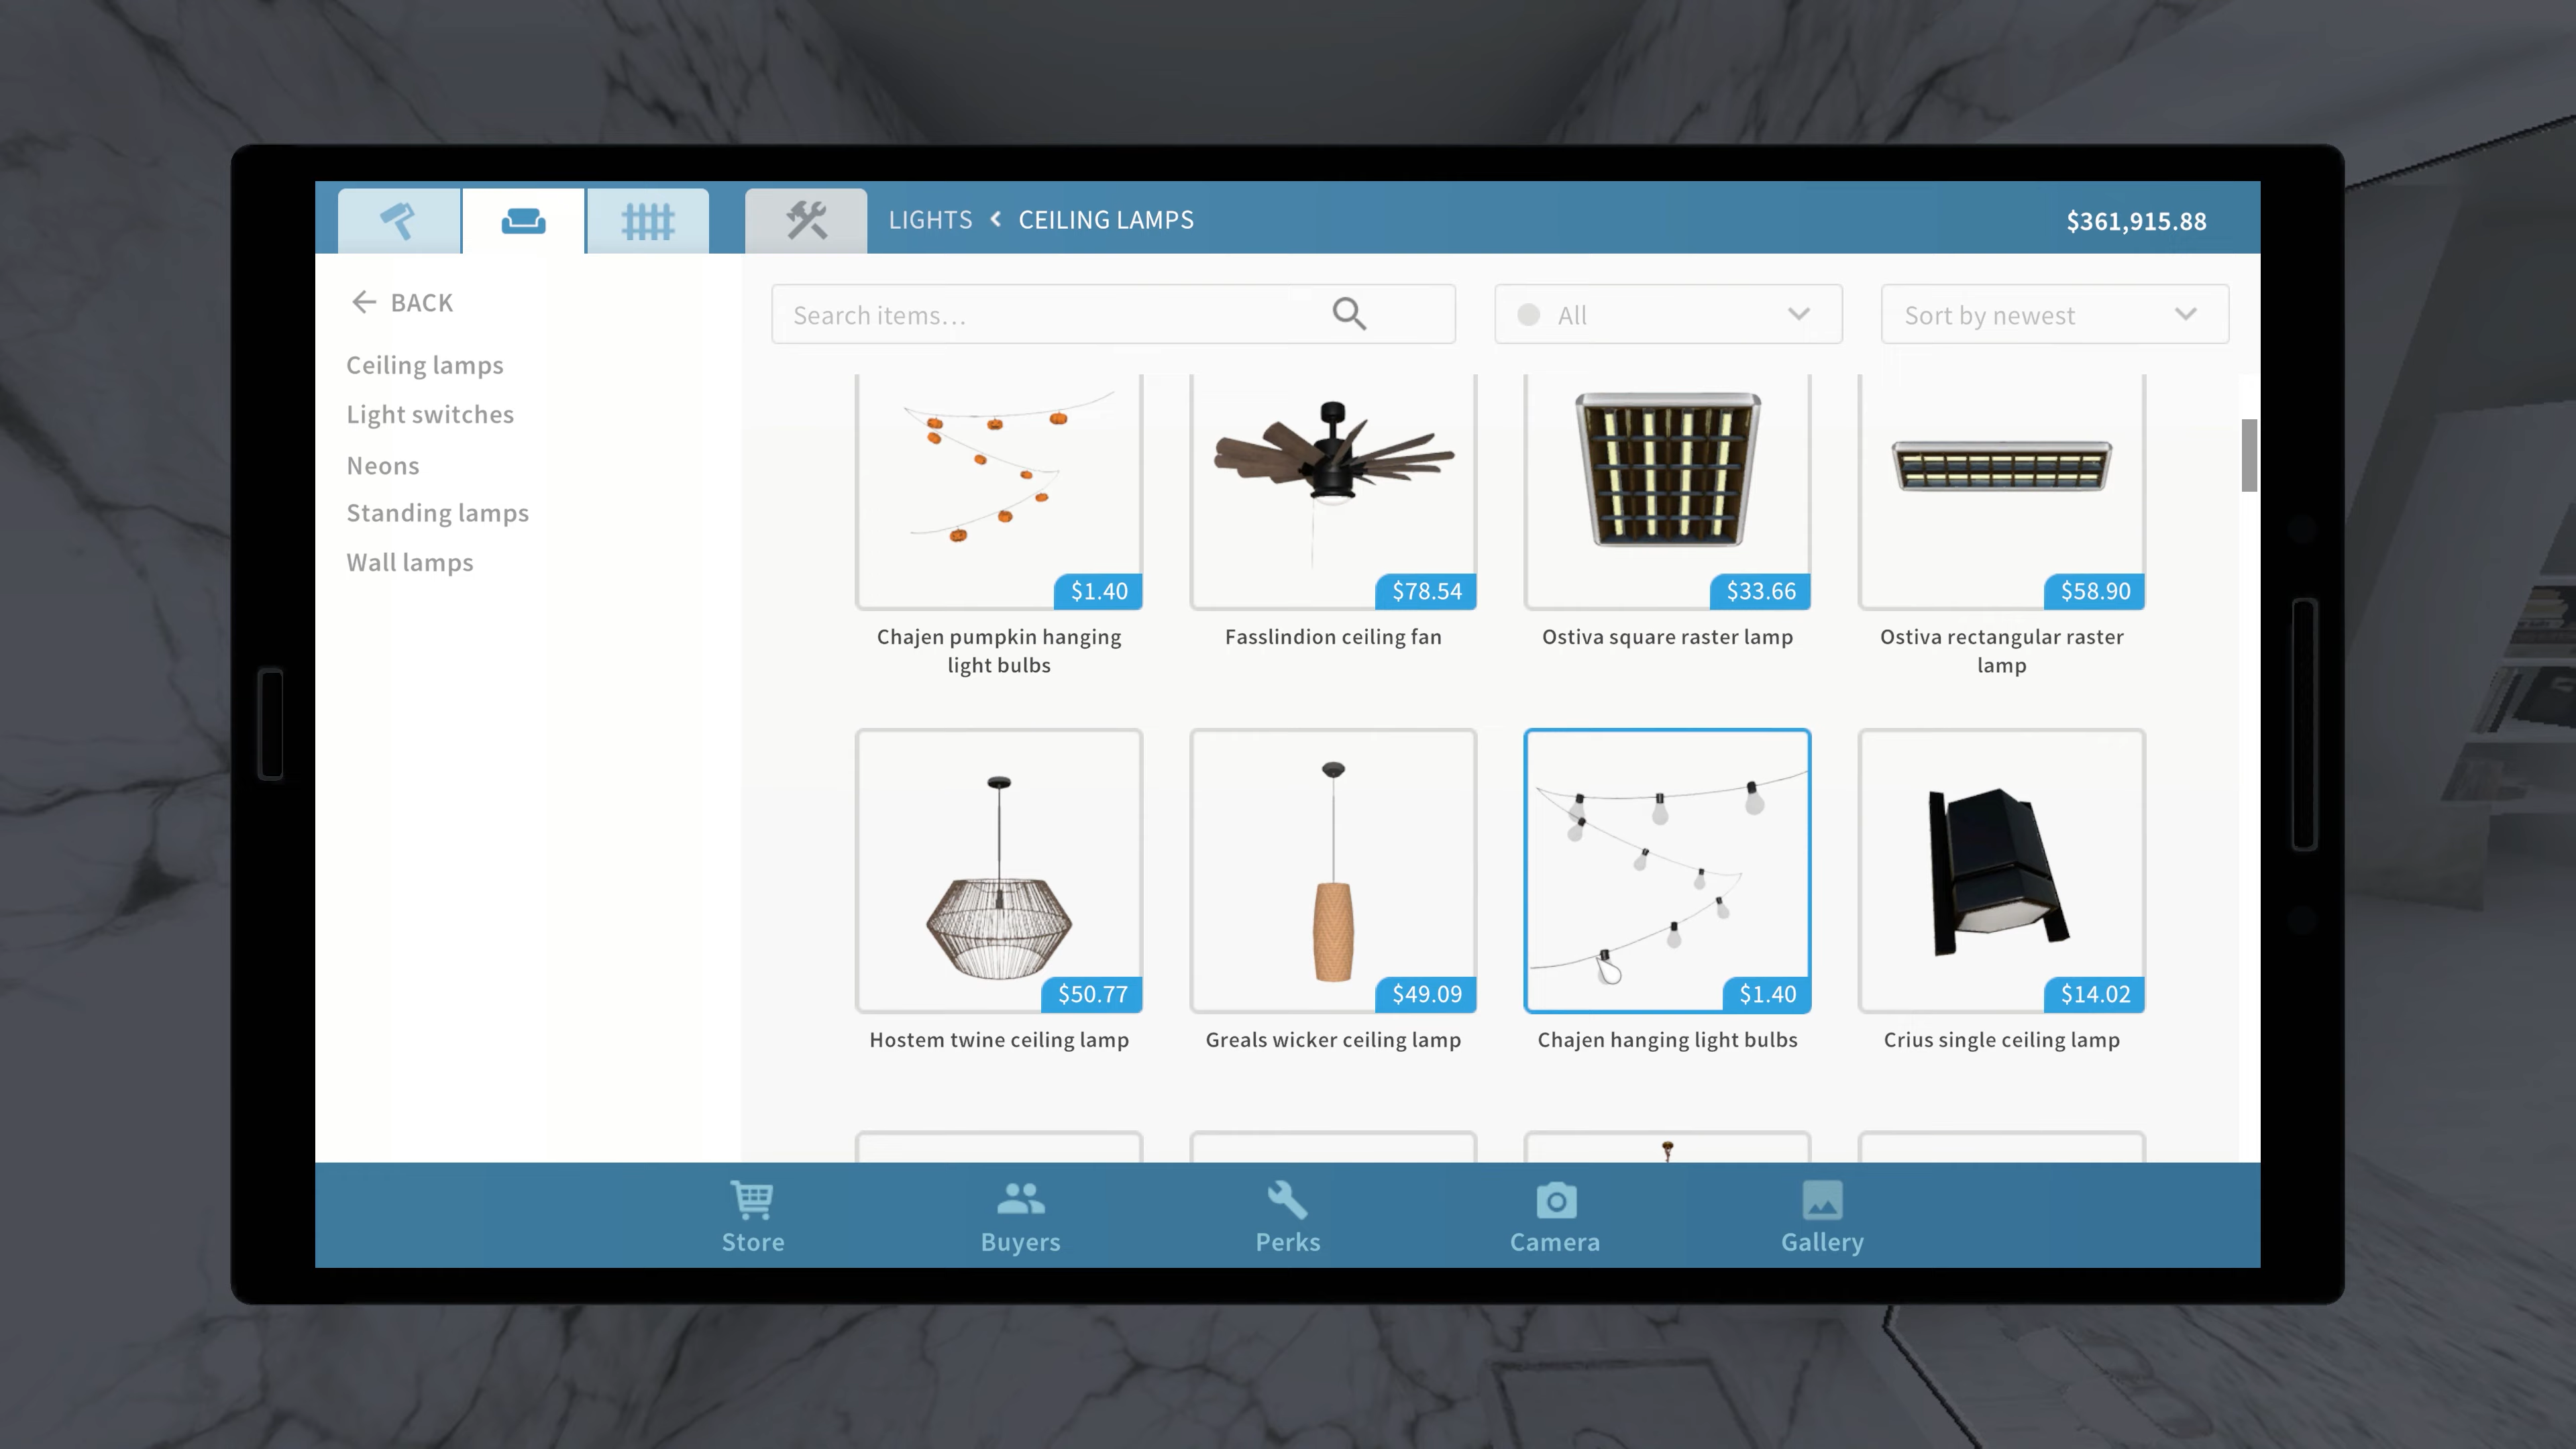 LIGHTS < CEILING LAMPS
$361,915.88
BACK
Search items...
All
Sort by newest
Ceiling lamps
Light switches
Neons
Standing lamps
Wall lamps
$1.40
$78.54
$33.66
$58.90
Chajen pumpkin hanging
light bulbs
Fasslindion ceiling fan
Ostiva square raster lamp
Ostiva rectangular raster
lamp
$50.77
$49.09
$1.40
$14.02
Hostem twine ceiling lamp
Greals wicker ceiling lamp
Chajen hanging light bulbs
Crius single ceiling lamp
Store
Buyers
Perks
Camera
Gallery